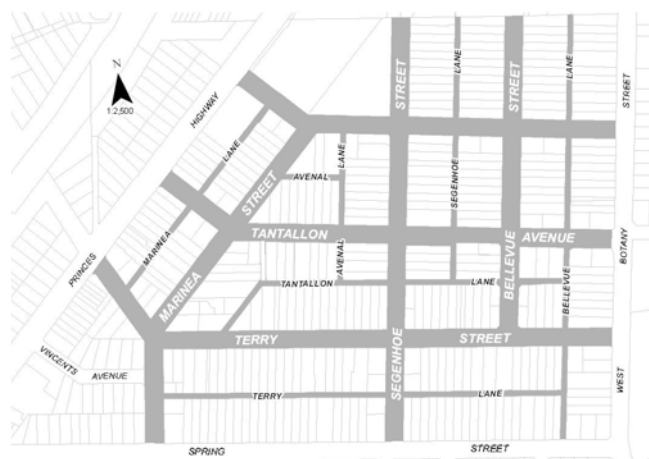 N
1:2,500
HIGHWAY
LANE
STREET
STREET
LANE
STREET
LANE
STREET
LANE
AVENAL
SEGENHOE
MARINEA
TANTALLON
AVENUE
BOTANY
AVENAL
PRINCES
MARINEA
TANTALLON
LANE
BELLEVUE
BELLEVUE
TERRY
STREET
SEGENHOE
VINCENTS
AVENUE
WEST
TERRY
LANE
SPRING
STREET